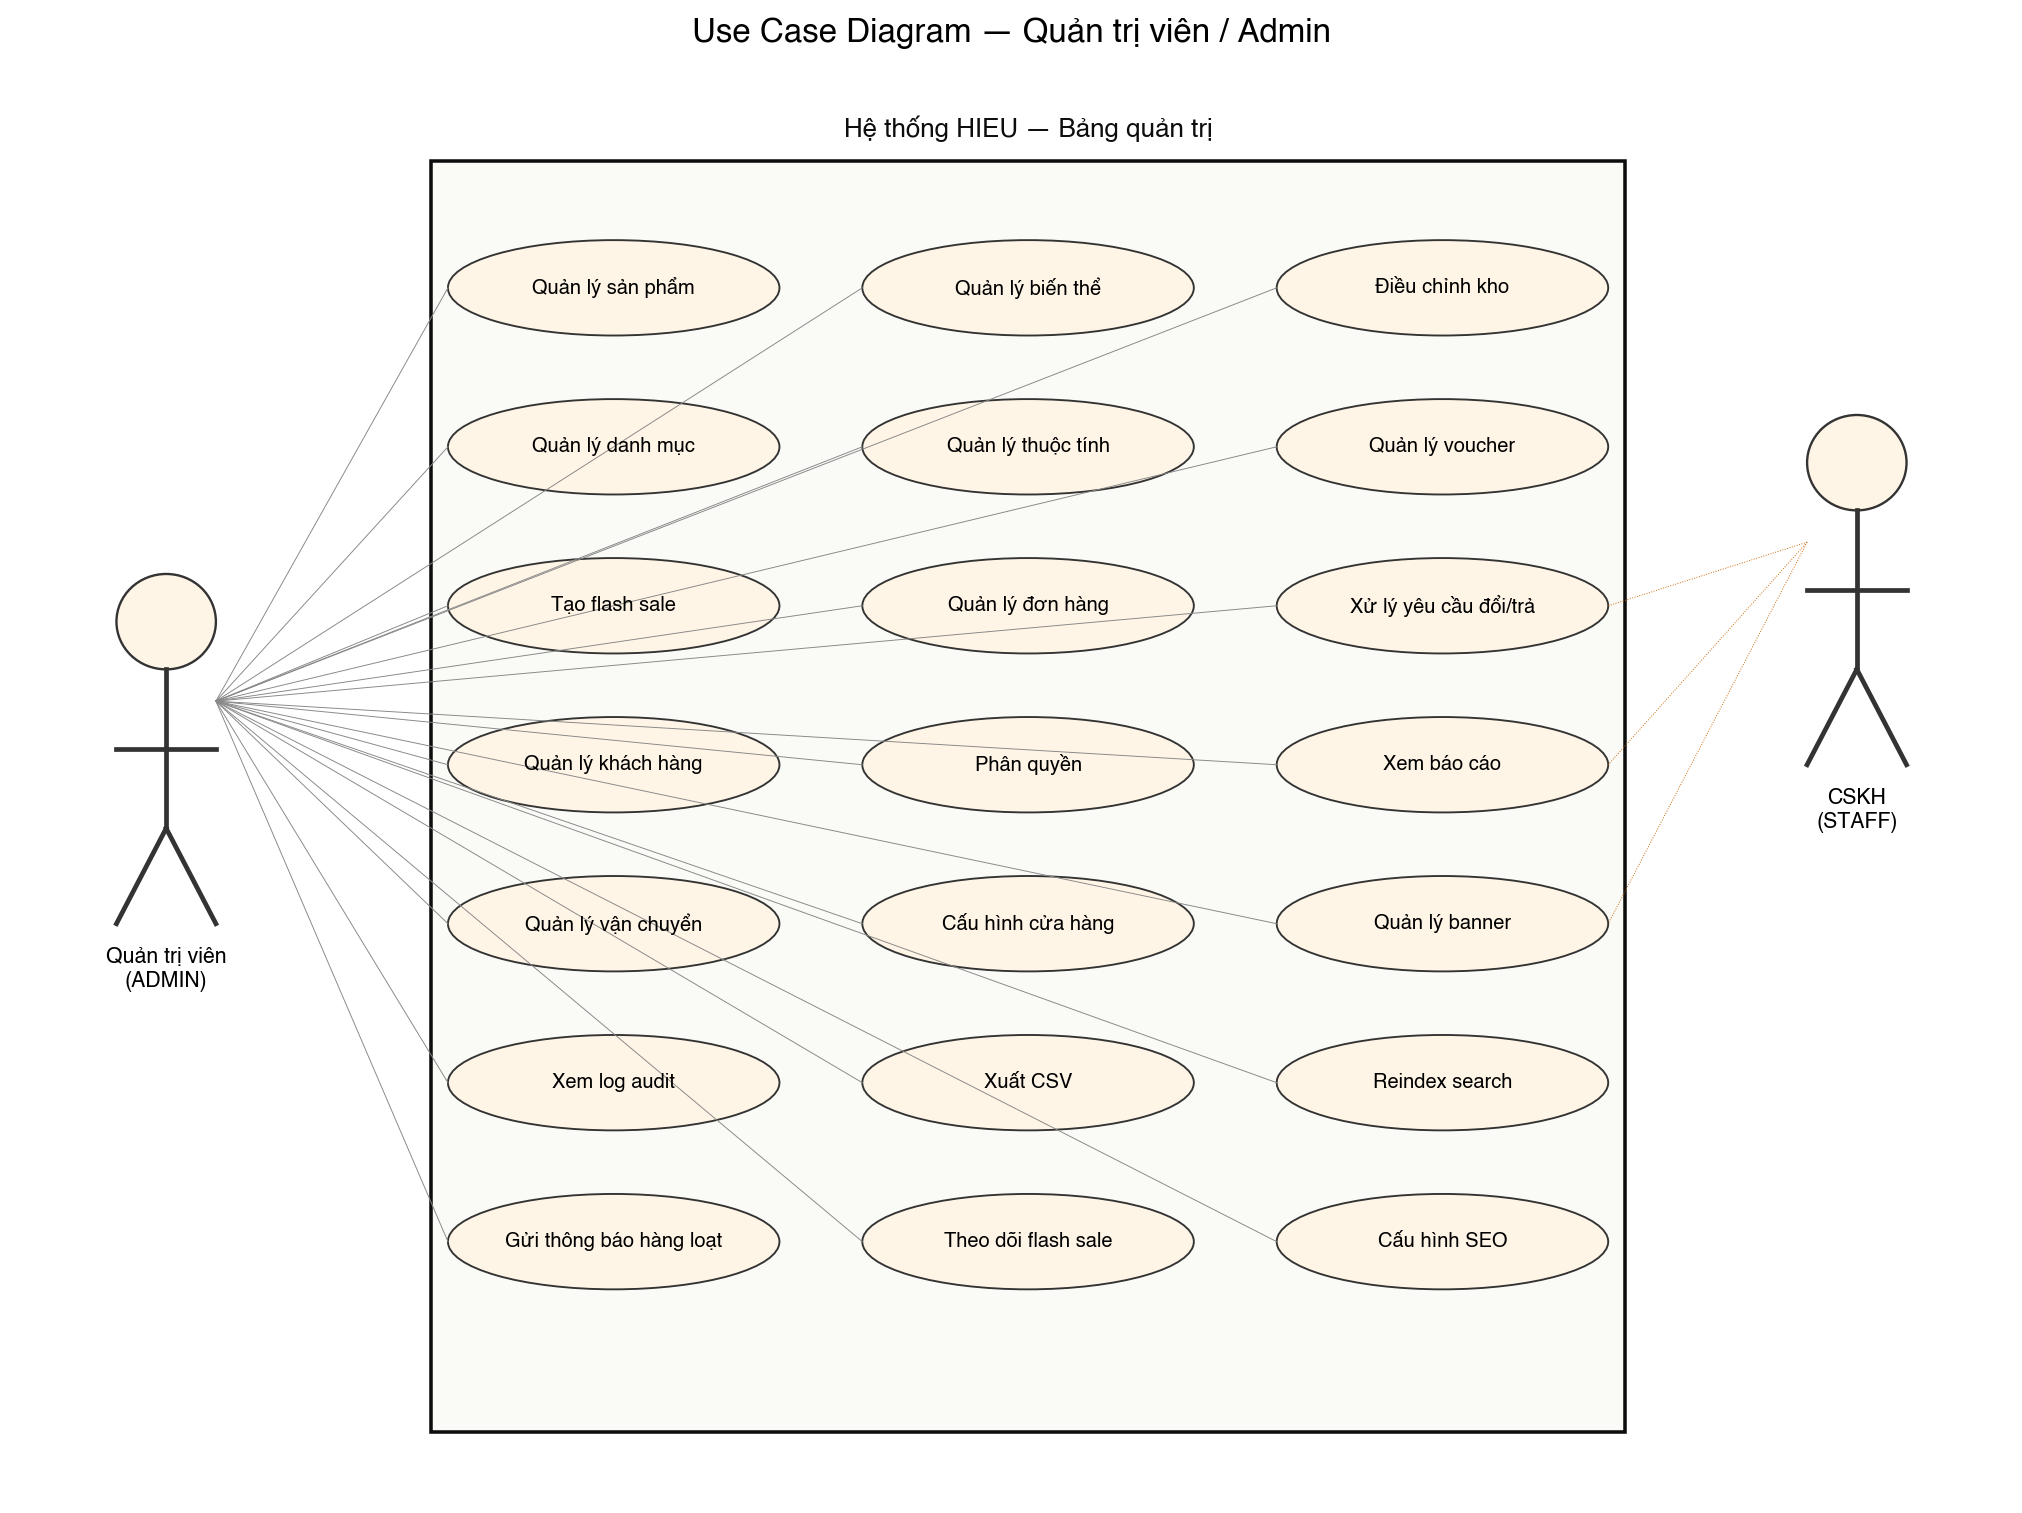 Use Case Diagram — Quản trị viên / Admin
Hệ thống HIEU — Bảng quản trị
Quản lý sản phẩm
Quản lý biến thể
Điều chỉnh kho
Quản lý danh mục
Quản lý thuộc tính
Quản lý voucher
Tạo flash sale
Quản lý đơn hàng
Xử lý yêu cầu đổi/trả
Quản lý khách hàng
Phân quyền
Xem báo cáo
CSKH
(STAFF)
Quản lý vận chuyển
Cấu hình cửa hàng
Quản lý banner
Quản trị viên
(ADMIN)
Xem log audit
Xuất CSV
Reindex search
Gửi thông báo hàng loạt
Theo dõi flash sale
Cấu hình SEO